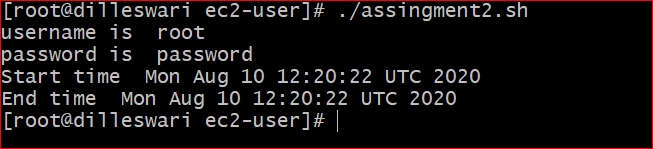 [root@dilleswari ec2-user]# ./assingment2.sh
username is  root
password is  password
Start time  Mon Aug 10 12:20:22 UTC 2020
End time  Mon Aug 10 12:20:22 UTC 2020
[root@dilleswari ec2-user]#